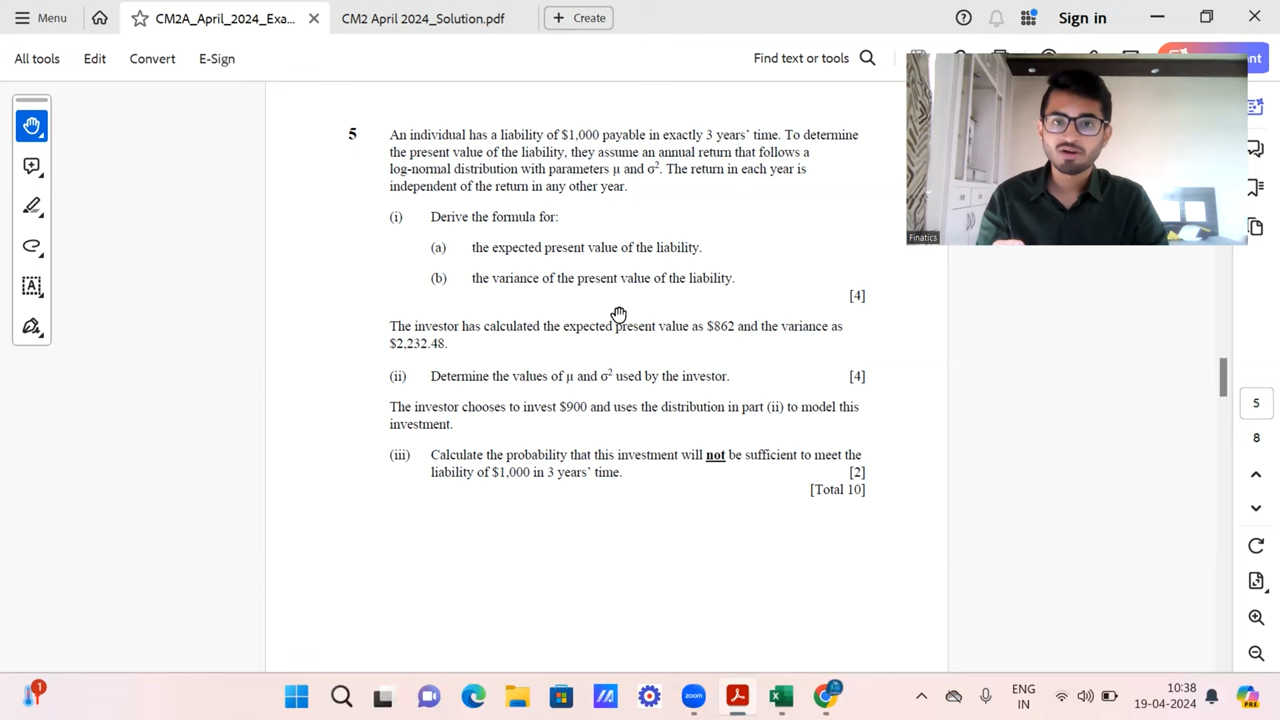 Menu
CM2A_April_2024_Exa...
CM2 April 2024_Solution.pdf
Create
Sign in
All tools
Edit
Convert
E-Sign
Find text or tools
5 An individual has a liability of $1,000 payable in exactly 3 years' time. To determine
the present value of the liability, they assume an annual return that follows a
log-normal distribution with parameters μ and σ². The return in each year is
independent of the return in any other year.
(i) Derive the formula for:
(a) the expected present value of the liability.
(b) the variance of the present value of the liability.
[4]
The investor has calculated the expected present value as $862 and the variance as
$2,232.48.
(ii) Determine the values of μ and σ² used by the investor. [4]
The investor chooses to invest $900 and uses the distribution in part (ii) to model this
investment.
(iii) Calculate the probability that this investment will not be sufficient to meet the
liability of $1,000 in 3 years' time. [2]
[Total 10]
Finatics
5
8
1
zoom
ENG
IN
10:38
19-04-2024
PRE